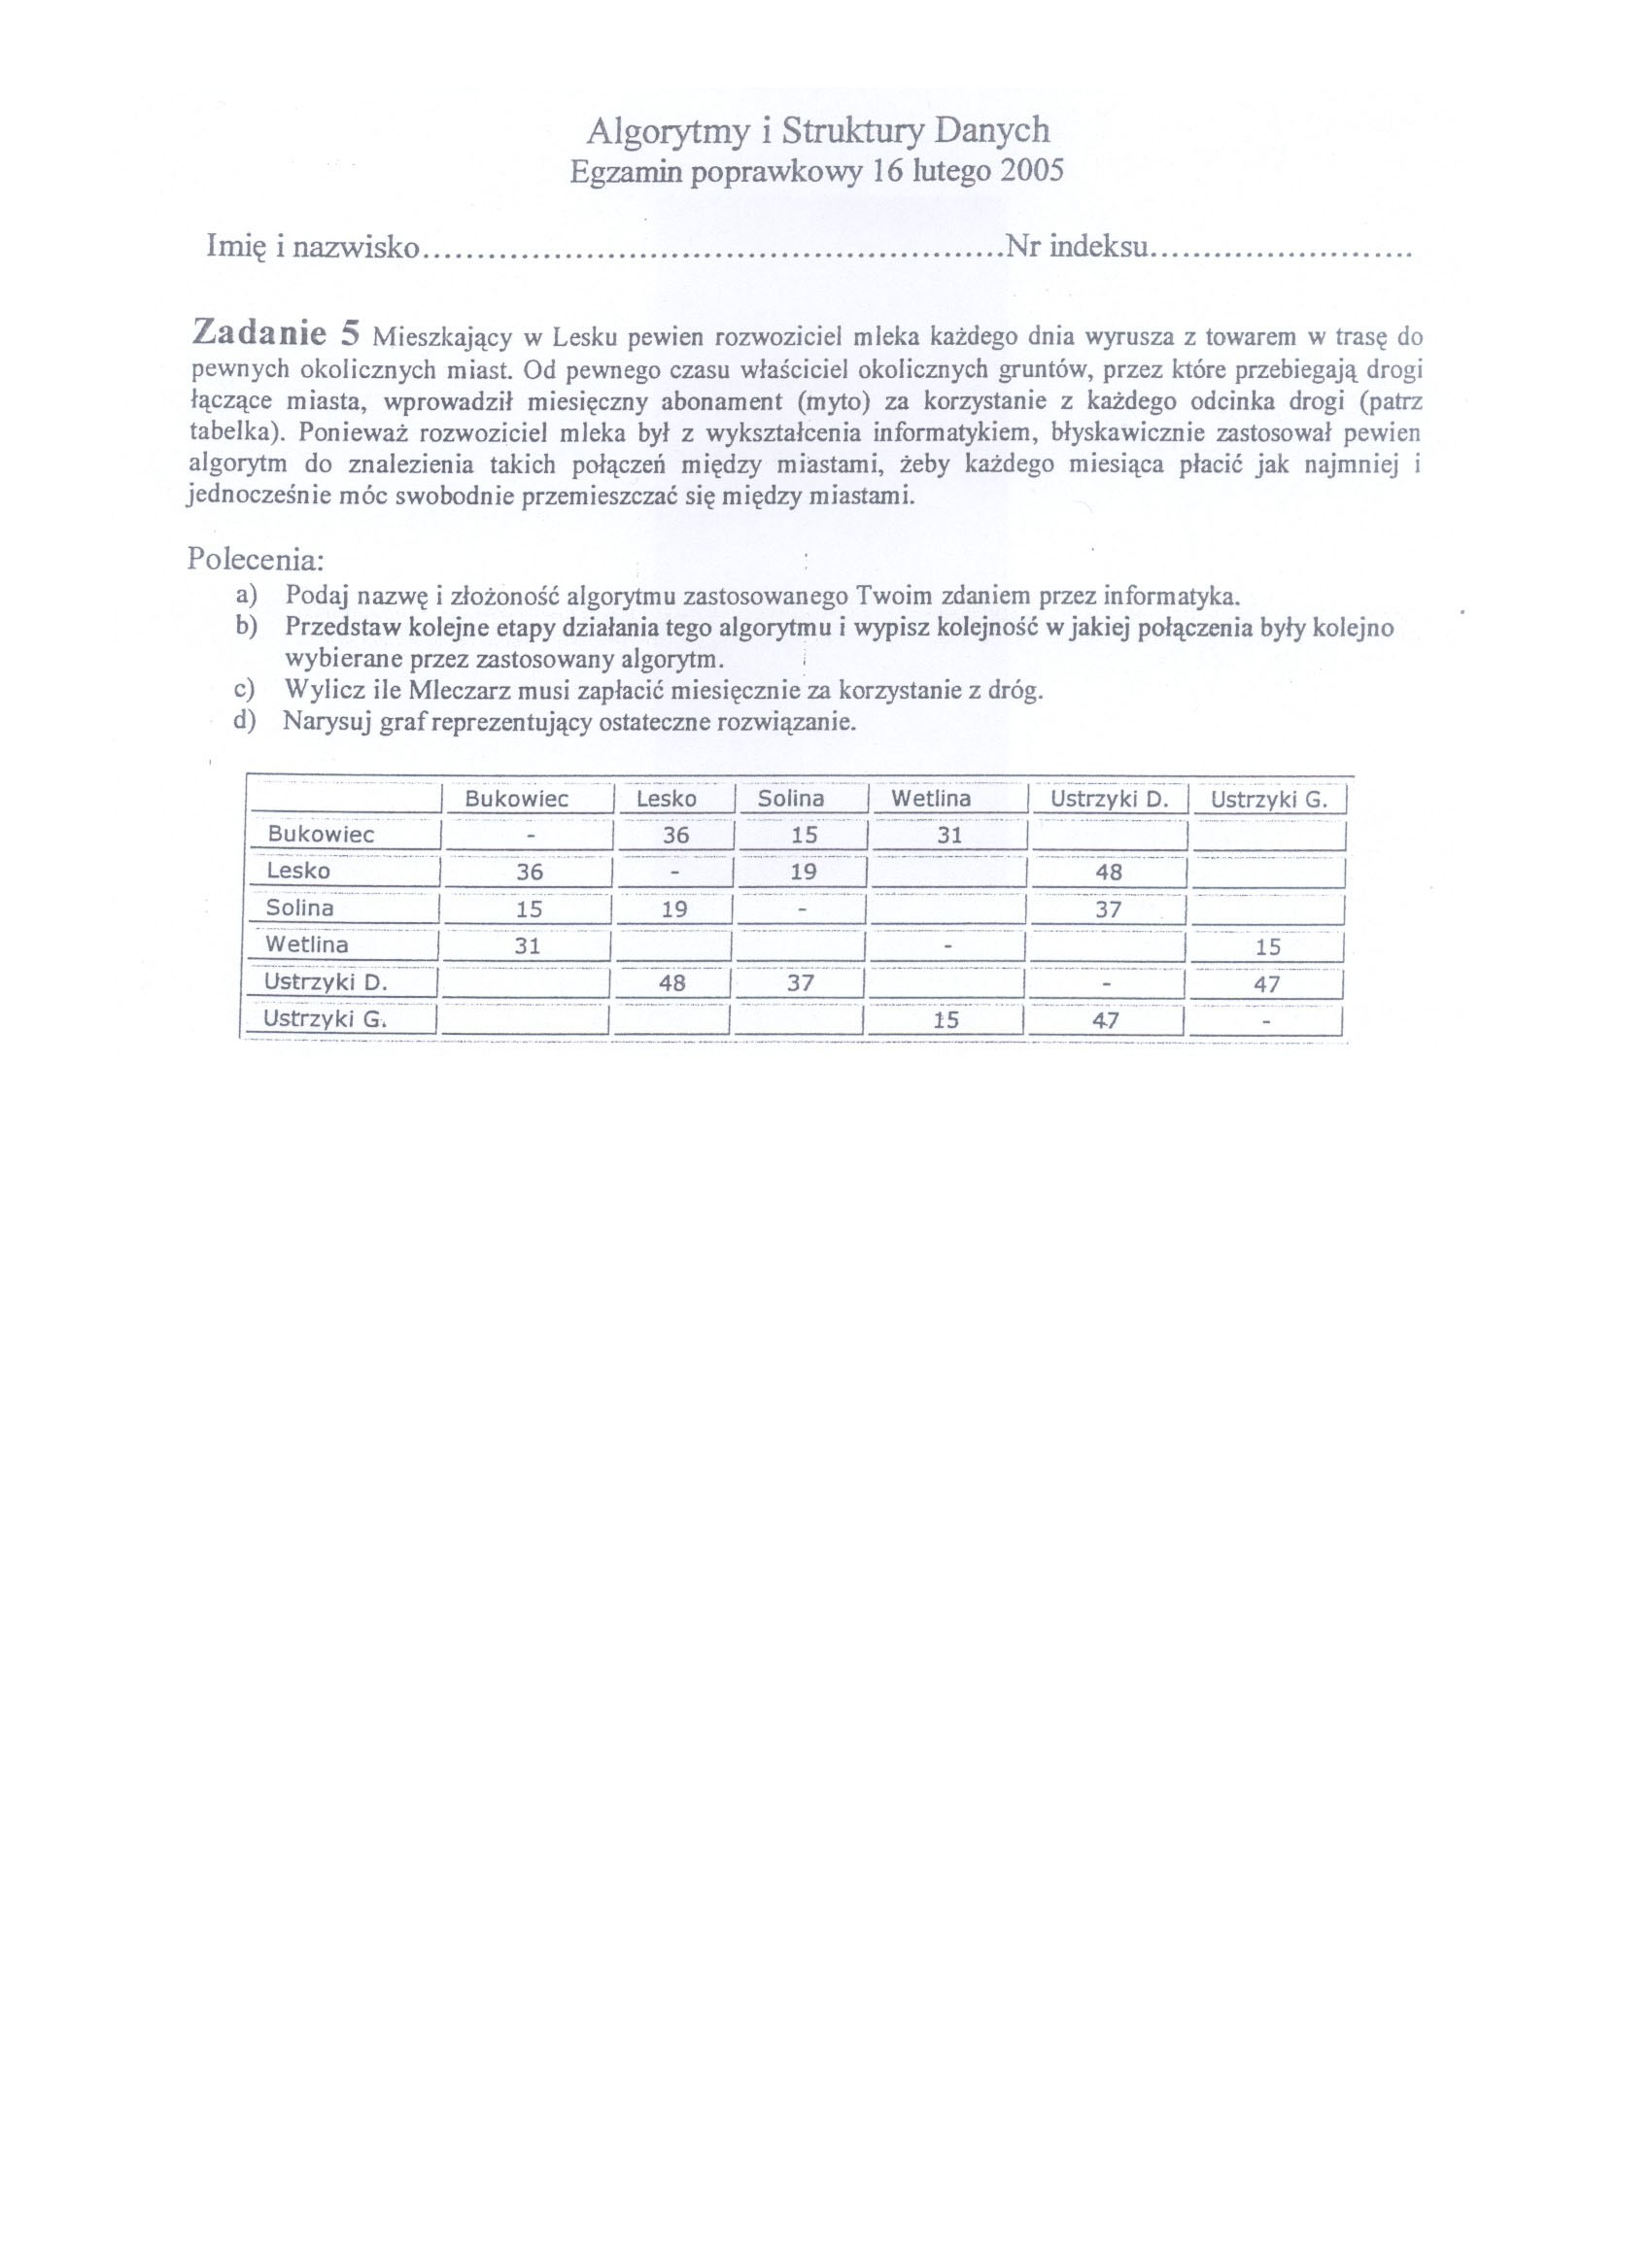 Algorytmy i Struktury Danych
Egzamin poprawkowy 16 lutego 2005
Imię i nazwisko..........................................................Nr indeksu..........................
Zadanie 5 Mieszkający w Lesku pewien rozwoziciel mleka każdego dnia wyrusza z towarem w trasę do
pewnych okolicznych miast. Od pewnego czasu właściciel okolicznych gruntów, przez które przebiegają drogi
łączące miasta, wprowadził miesięczny abonament (myto) za korzystanie z każdego odcinka drogi (patrz
tabelka). Ponieważ rozwoziciel mleka był z wykształcenia informatykiem, błyskawicznie zastosował pewien
algorytm do znalezienia takich połączeń między miastami, żeby każdego miesiąca płacić jak najmniej i
jednocześnie móc swobodnie przemieszczać się między miastami.
Polecenia:
a) Podaj nazwę i złożoność algorytmu zastosowanego Twoim zdaniem przez informatyka.
b) Przedstaw kolejne etapy działania tego algorytmu i wypisz kolejność w jakiej połączenia były kolejno
wybierane przez zastosowany algorytm.
c) Wylicz ile Mleczarz musi zapłacić miesięcznie za korzystanie z dróg.
d) Narysuj graf reprezentujący ostateczne rozwiązanie.
Bukowiec Lesko Solina Wetlina Ustrzyki D. Ustrzyki G.
Bukowiec - 36 15 31
Lesko 36 - 19 48
Solina 15 19 - 37
Wetlina 31 - 15
Ustrzyki D. 48 37 - 47
Ustrzyki G. 15 47 -